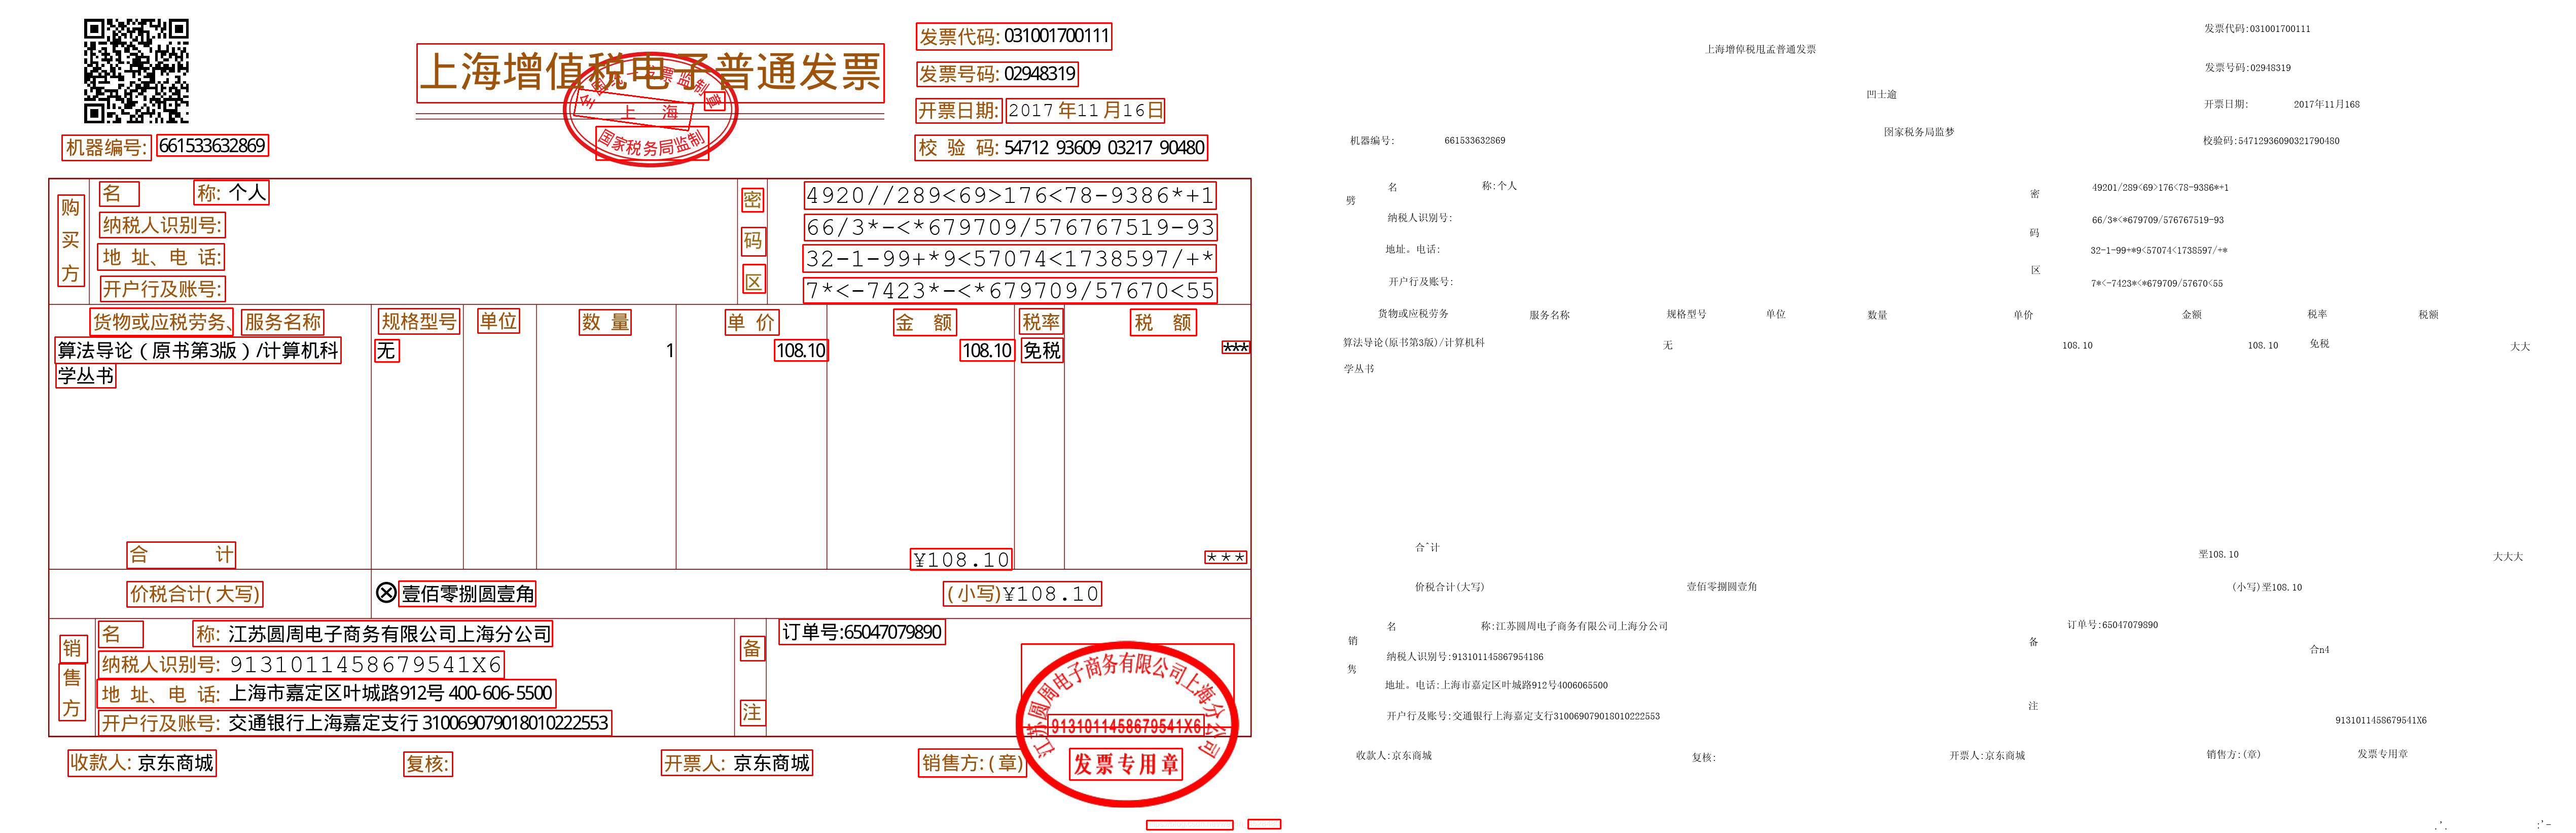 发票代码: 031001700111
上海增值税电子普通发票
发票号码: 02948319
全国统一发票监制章
上海
国家税务局监制
开票日期: 2017 年11 月16日
机器编号: 661533632869
校 验 码: 54712 93609 03217 90480
购买方
名 称: 个人
纳税人识别号:
地 址、电 话:
开户行及账号:
密码区
4920//289<69>176<78-9386*+1
66/3*-<*679709/576767519-93
32-1-99+*9<57074<1738597/+*
7*<-7423*-<*679709/57670<55
货物或应税劳务、服务名称 规格型号 单位 数 量 单 价 金 额 税率 税 额
算法导论（原书第3版）/计算机科 无 1 108.10 108.10 免税 ***
学丛书
合 计 ¥108.10 ***
价税合计(大写) ⊗ 壹佰零捌圆壹角 (小写)¥108.10
销售方
名 称: 江苏圆周电子商务有限公司上海分公司
纳税人识别号: 9131011458679541X6
地 址、电 话: 上海市嘉定区叶城路912号 400-606-5500
开户行及账号: 交通银行上海嘉定支行 310069079018010222553
备注
订单号:65047079890
江苏圆周电子商务有限公司上海分公司
9131011458679541X6
发票专用章
收款人: 京东商城 复核: 开票人: 京东商城 销售方: (章)
发票代码:031001700111
上海增倬税甩孟普通发票
发票号码:02948319
凹士逾
开票日期: 2017年11月168
图家税务局监梦
机器编号: 661533632869
校验码:54712936090321790480
劈
名 称:个人
纳税人识别号:
地址。电话:
开户行及账号:
密
码
区
49201/289<69>176<78-9386*+1
66/3*<*679709/576767519-93
32-1-99+*9<57074<1738597/+*
7*<-7423*<*679709/57670<55
货物或应税劳务 服务名称 规格型号 单位 数量 单价 金额 税率 税额
算法导论(原书第3版)/计算机科 无 108.10 108.10 免税 大大
学丛书
合^计 垩108.10 大大大
价税合计(大写) 壹佰零捌圆壹角 (小写)垩108.10
销
售
名 称:江苏圆周电子商务有限公司上海分公司
纳税人识别号:913101145867954186
地址。电话:上海市嘉定区叶城路912号4006065500
开户行及账号:交通银行上海嘉定支行310069079018010222553
备
注
订单号:65047079890
合n4
9131011458679541X6
收款人:京东商城 复核: 开票人:京东商城 销售方:(章) 发票专用章